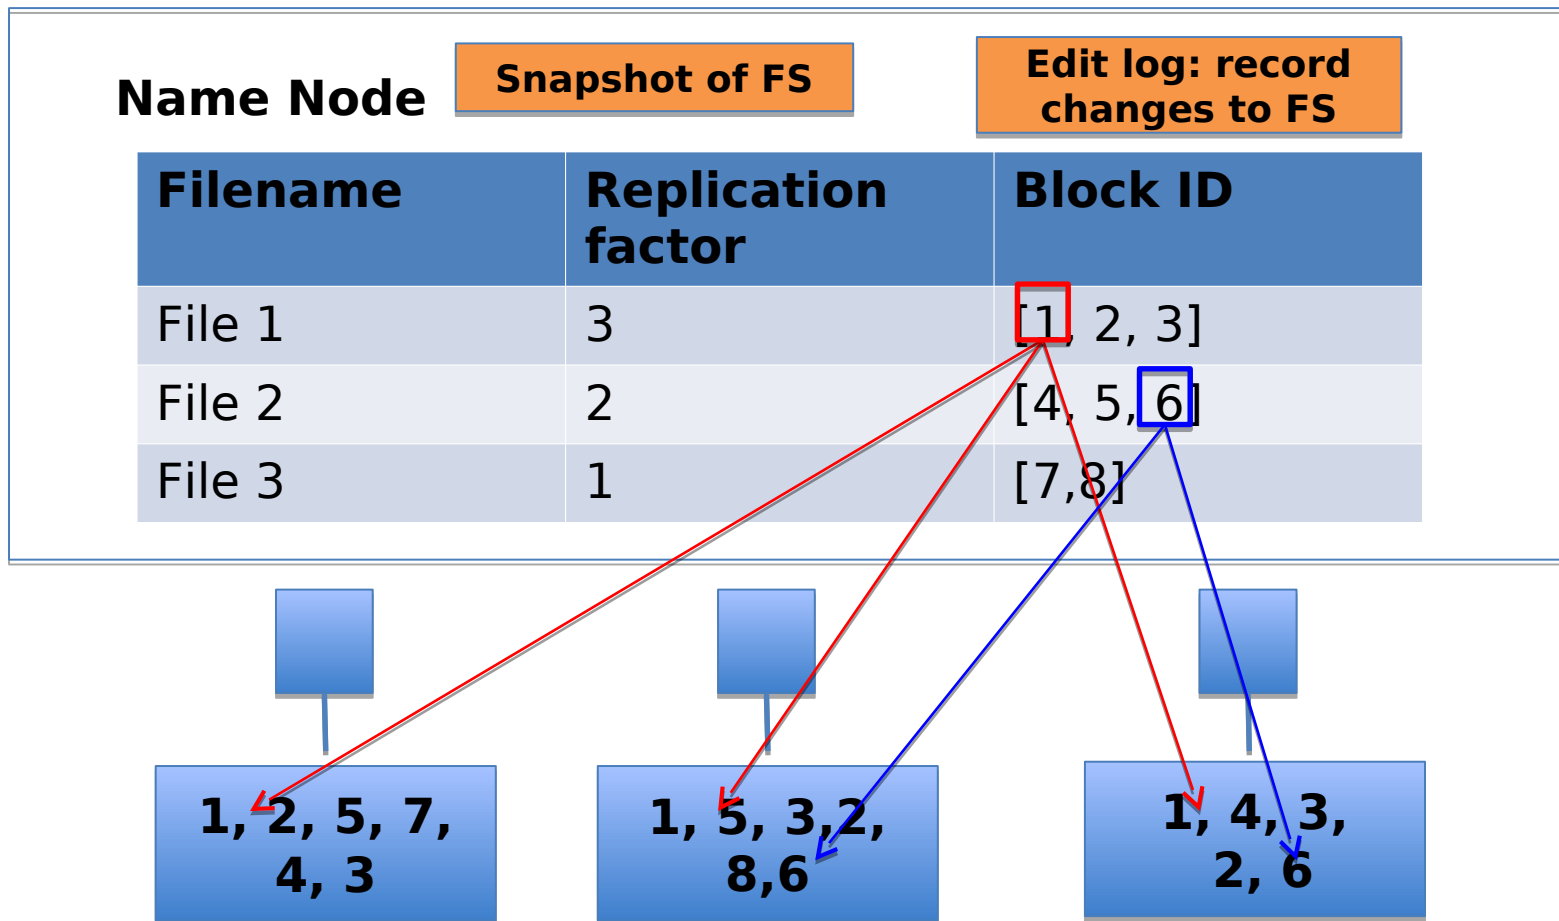 Name Node
Snapshot of FS
Edit log: record
changes to FS
Filename
Replication
factor
Block ID
File 1
3
[1, 2, 3]
File 2
2
[4, 5, 6]
File 3
1
[7,8]
1, 2, 5, 7,
4, 3
1, 5, 3,2,
8,6
1, 4, 3,
2, 6